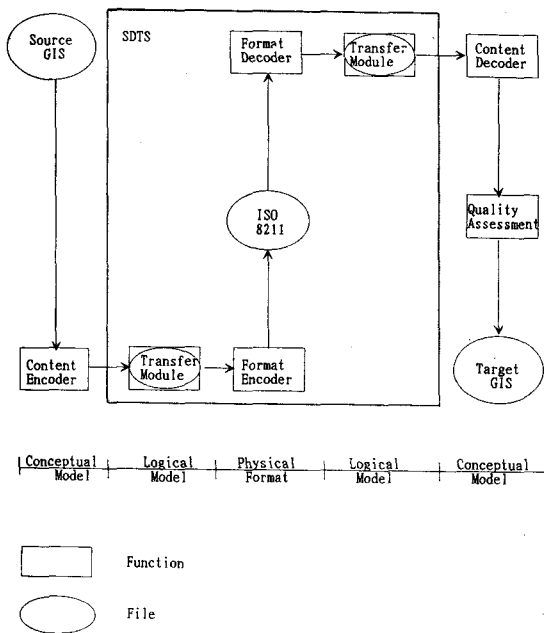 Source
GIS
SDTS
Format
Decoder
Transfer
Module
Content
Decoder
ISO
8211
Quality
Assessment
Content
Encoder
Transfer
Module
Format
Encoder
Target
GIS
Conceptual
Model
Logical
Model
Physical
Format
Logical
Model
Conceptual
Model
Function
File